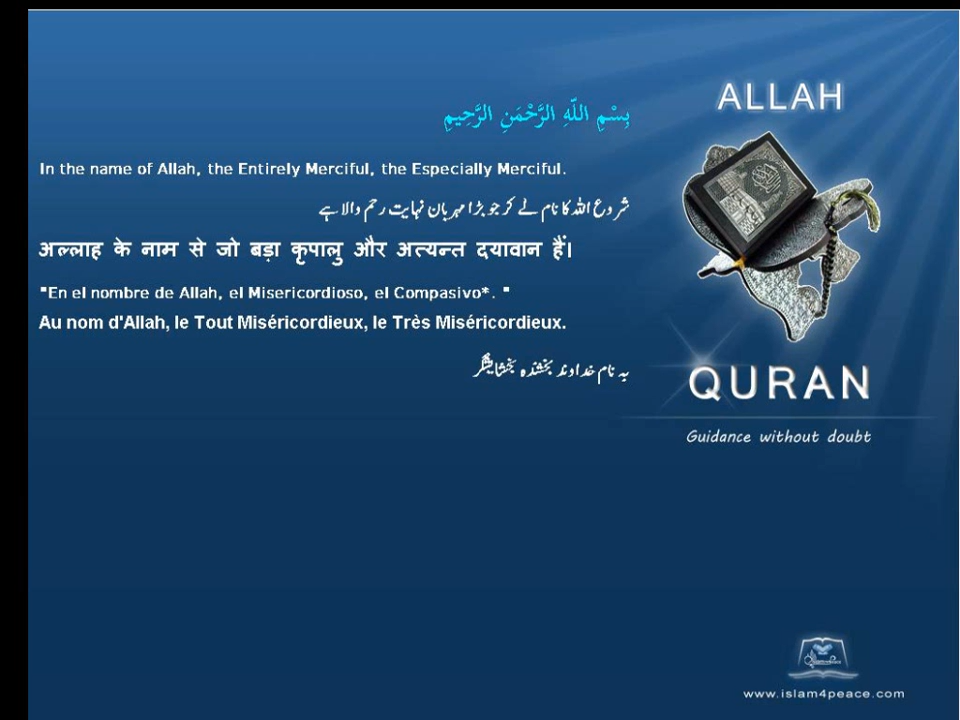 بِسْمِ اللّهِ الرَّحْمَنِ الرَّحِيمِ
In the name of Allah, the Entirely Merciful, the Especially Merciful.
شروع الله کا نام لے کر جو بڑا مہربان نہایت رحم والا ہے
अल्लाह के नाम से जो बड़ा कृपालु और अत्यन्त दयावान हैं।
"En el nombre de Allah, el Misericordioso, el Compasivo*. "
Au nom d'Allah, le Tout Miséricordieux, le Très Miséricordieux.
به نام خداوند بخشنده بخشایشگر
ALLAH
QURAN
Guidance without doubt
www.islam4peace.com